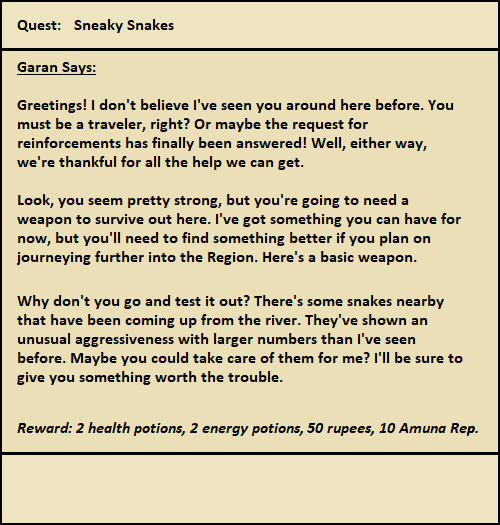 Quest: Sneaky Snakes
Garan Says:
Greetings! I don't believe I've seen you around here before. You
must be a traveler, right? Or maybe the request for
reinforcements has finally been answered! Well, either way,
we're thankful for all the help we can get.
Look, you seem pretty strong, but you're going to need a
weapon to survive out here. I've got something you can have for
now, but you'll need to find something better if you plan on
journeying further into the Region. Here's a basic weapon.
Why don't you go and test it out? There's some snakes nearby
that have been coming up from the river. They've shown an
unusual aggressiveness with larger numbers than I've seen
before. Maybe you could take care of them for me? I'll be sure to
give you something worth the trouble.
Reward: 2 health potions, 2 energy potions, 50 rupees, 10 Amuna Rep.